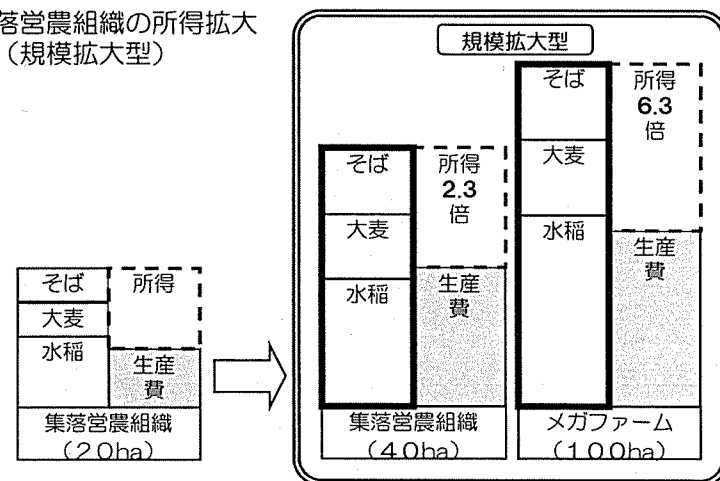 落営農組織の所得拡大
（規模拡大型）
規模拡大型
そば
大麦
水稲
所得
生産
費
集落営農組織
（20ha）
そば
大麦
水稲
所得
2.3
倍
生産
費
集落営農組織
（40ha）
そば
大麦
水稲
所得
6.3
倍
生産
費
メガファーム
（100ha）